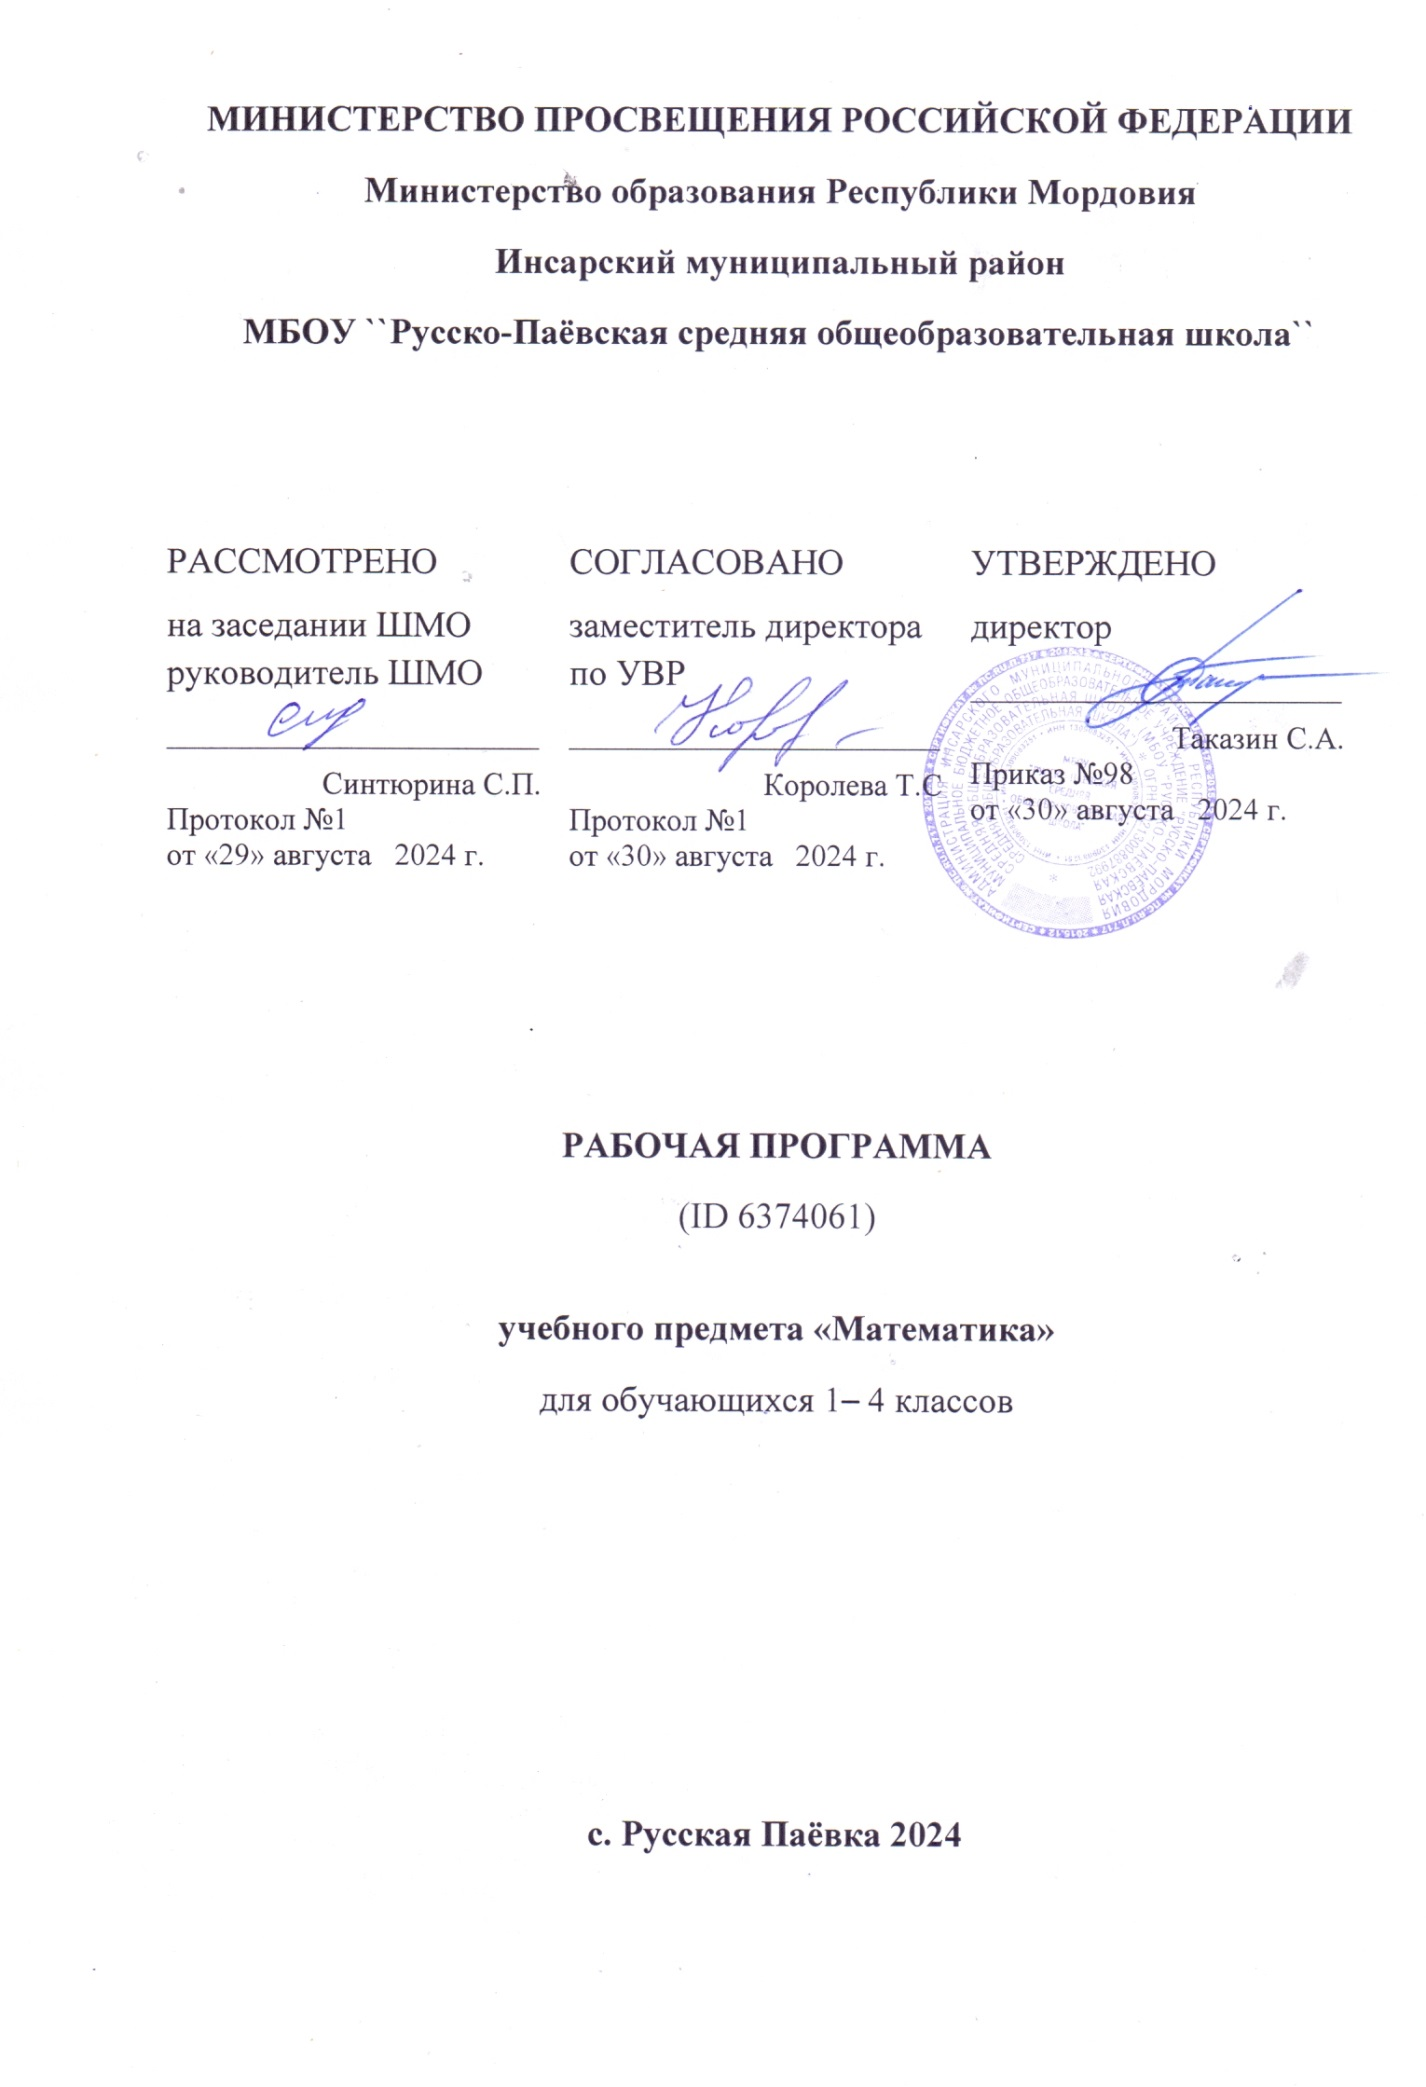 МИНИСТЕРСТВО ПРОСВЕЩЕНИЯ РОССИЙСКОЙ ФЕДЕРАЦИИ
Министерство образования Республики Мордовия
Инсарский муниципальный район
МБОУ ``Русско-Паёвская средняя общеобразовательная школа``
РАССМОТРЕНО
на заседании ШМО
руководитель ШМО
Синтюрина С.П.
Протокол №1
от «29» августа 2024 г.
СОГЛАСОВАНО
заместитель директора
по УВР
Королева Т.С
Протокол №1
от «30» августа 2024 г.
УТВЕРЖДЕНО
директор
Таказин С.А.
Приказ №98
от «30» августа 2024 г.
РАБОЧАЯ ПРОГРАММА
(ID 6374061)
учебного предмета «Математика»
для обучающихся 1– 4 классов
с. Русская Паёвка 2024